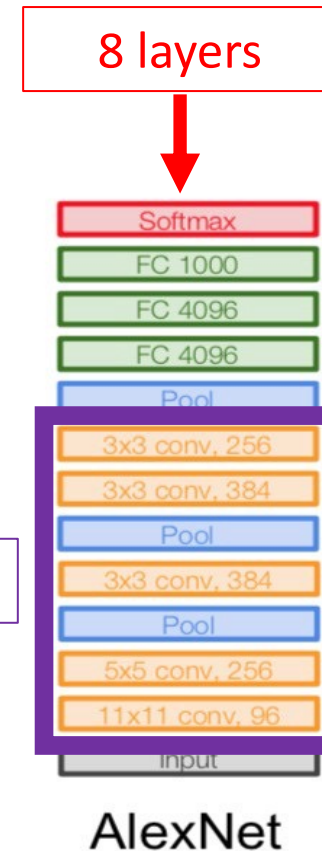 8 layers
Softmax
FC 1000
FC 4096
FC 4096
Pool
3x3 conv, 256
3x3 conv, 384
Pool
3x3 conv, 384
Pool
5x5 conv, 256
11x11 conv, 96
Input
AlexNet